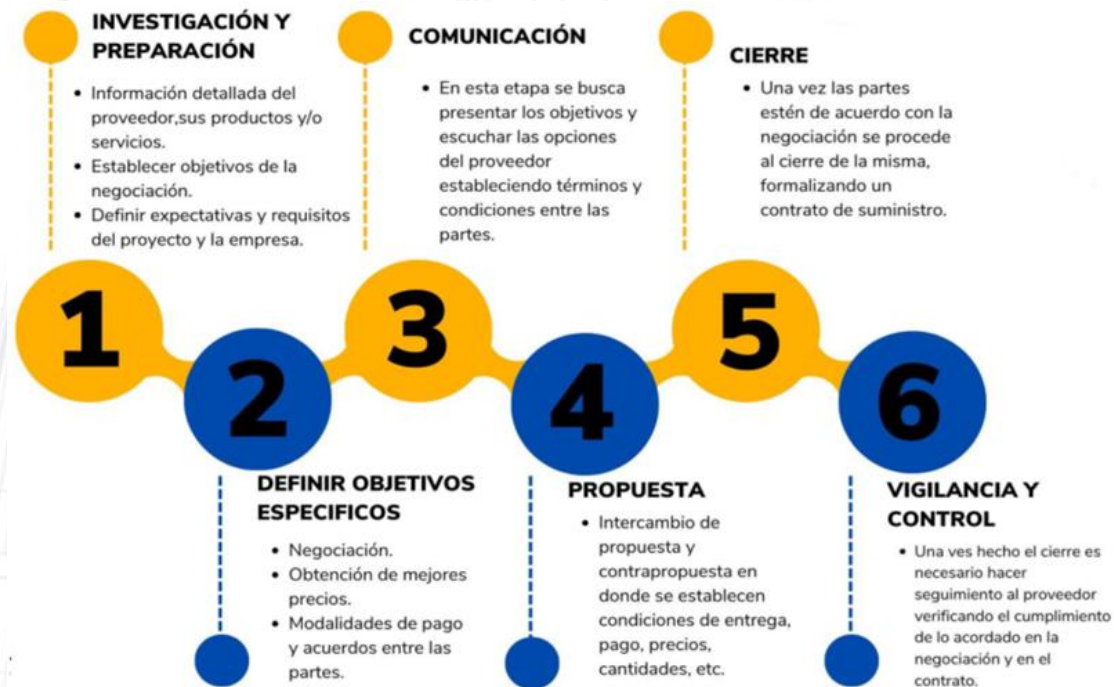 1
INVESTIGACIÓN Y
PREPARACIÓN
• Información detallada del
proveedor,sus productos y/o
servicios.
• Establecer objetivos de la
negociación.
• Definir expectativas y requisitos
del proyecto y la empresa.
2
DEFINIR OBJETIVOS
ESPECIFICOS
• Negociación.
• Obtención de mejores
precios.
• Modalidades de pago
y acuerdos entre las
partes.
3
COMUNICACIÓN
• En esta etapa se busca
presentar los objetivos y
escuchar las opciones
del proveedor
estableciendo términos y
condiciones entre las
partes.
4
PROPUESTA
• Intercambio de
propuesta y
contrapropuesta en
donde se establecen
condiciones de entrega,
pago, precios,
cantidades, etc.
5
CIERRE
• Una vez las partes
estén de acuerdo con la
negociación se procede
al cierre de la misma,
formalizando un
contrato de suministro.
6
VIGILANCIA Y
CONTROL
• Una ves hecho el cierre es
necesario hacer
seguimiento al proveedor
verificando el cumplimiento
de lo acordado en la
negociación y en el
contrato.